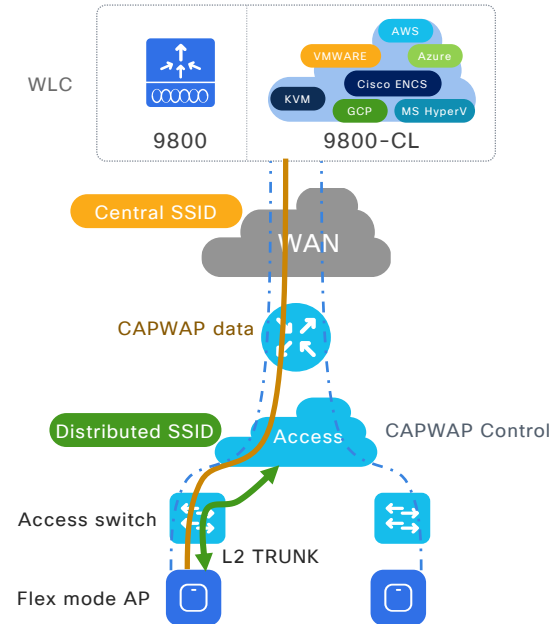 AWS
VMWARE
Azure
WLC
Cisco ENCS
KVM
GCP
MS HyperV
9800
9800-CL
Central SSID
WAN
CAPWAP data
Distributed SSID
Access
CAPWAP Control
Access switch
L2 TRUNK
Flex mode AP